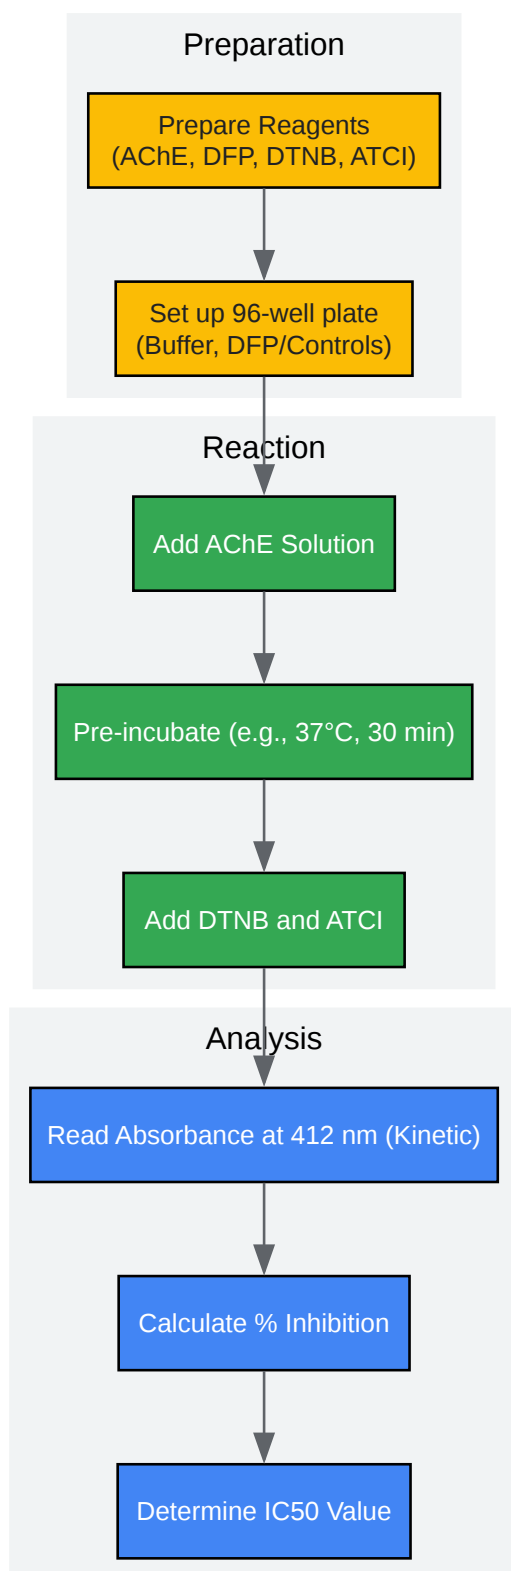 Preparation
Prepare Reagents
(AChE, DFP, DTNB, ATCI)
Set up 96-well plate
(Buffer, DFP/Controls)
Reaction
Add AChE Solution
Pre-incubate (e.g., 37°C, 30 min)
Add DTNB and ATCI
Analysis
Read Absorbance at 412 nm (Kinetic)
Calculate % Inhibition
Determine IC50 Value